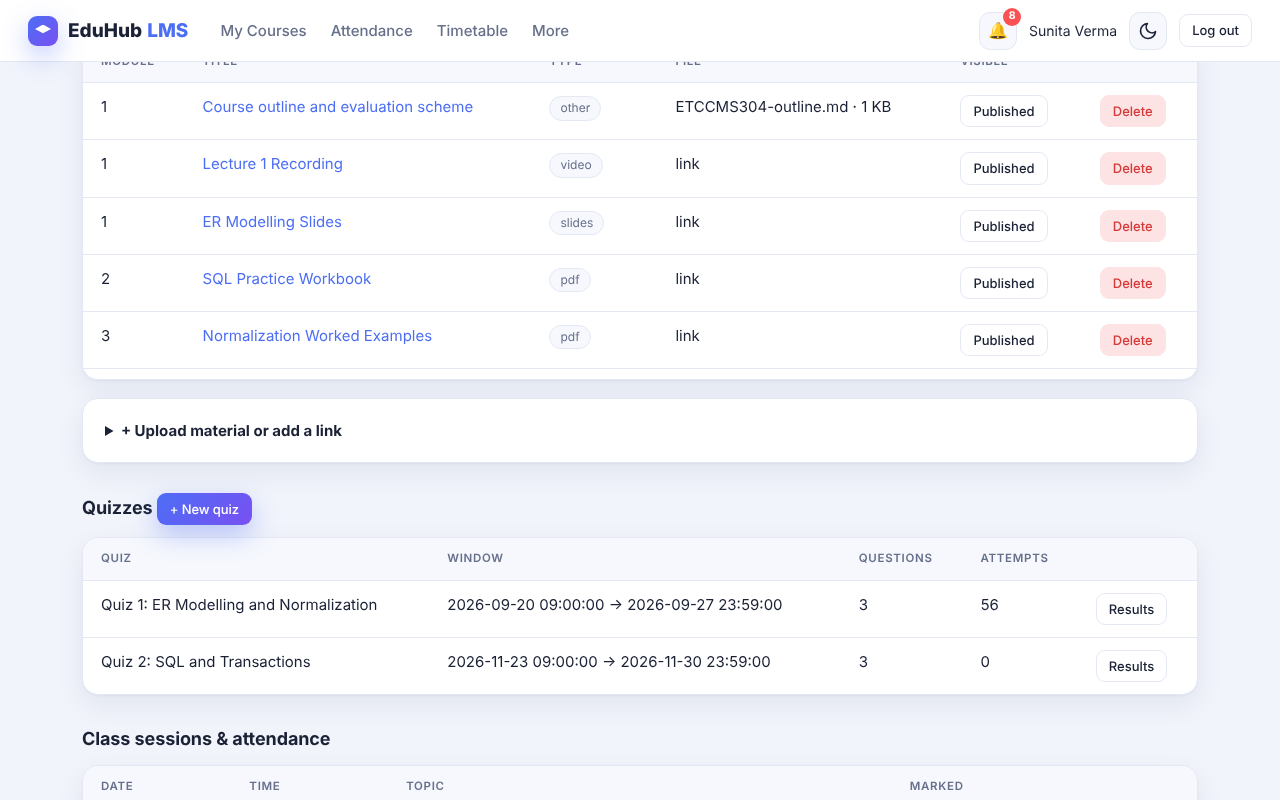 EduHub LMS My Courses Attendance Timetable More 8 Sunita Verma Log out
MODULE TITLE TYPE FILE VISIBLE
1 Course outline and evaluation scheme other ETCCMS304-outline.md · 1 KB Published Delete
1 Lecture 1 Recording video link Published Delete
1 ER Modelling Slides slides link Published Delete
2 SQL Practice Workbook pdf link Published Delete
3 Normalization Worked Examples pdf link Published Delete
+ Upload material or add a link
Quizzes + New quiz
QUIZ WINDOW QUESTIONS ATTEMPTS
Quiz 1: ER Modelling and Normalization 2026-09-20 09:00:00 → 2026-09-27 23:59:00 3 56 Results
Quiz 2: SQL and Transactions 2026-11-23 09:00:00 → 2026-11-30 23:59:00 3 0 Results
Class sessions & attendance
DATE TIME TOPIC MARKED